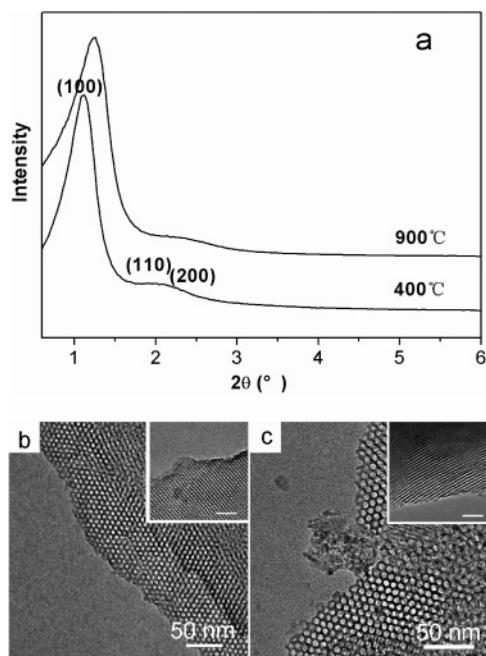 a
(100)
Intensity
900℃
(110)
(200)
400℃
1 2 3 4 5 6
2θ (° )
b
50 nm
c
50 nm